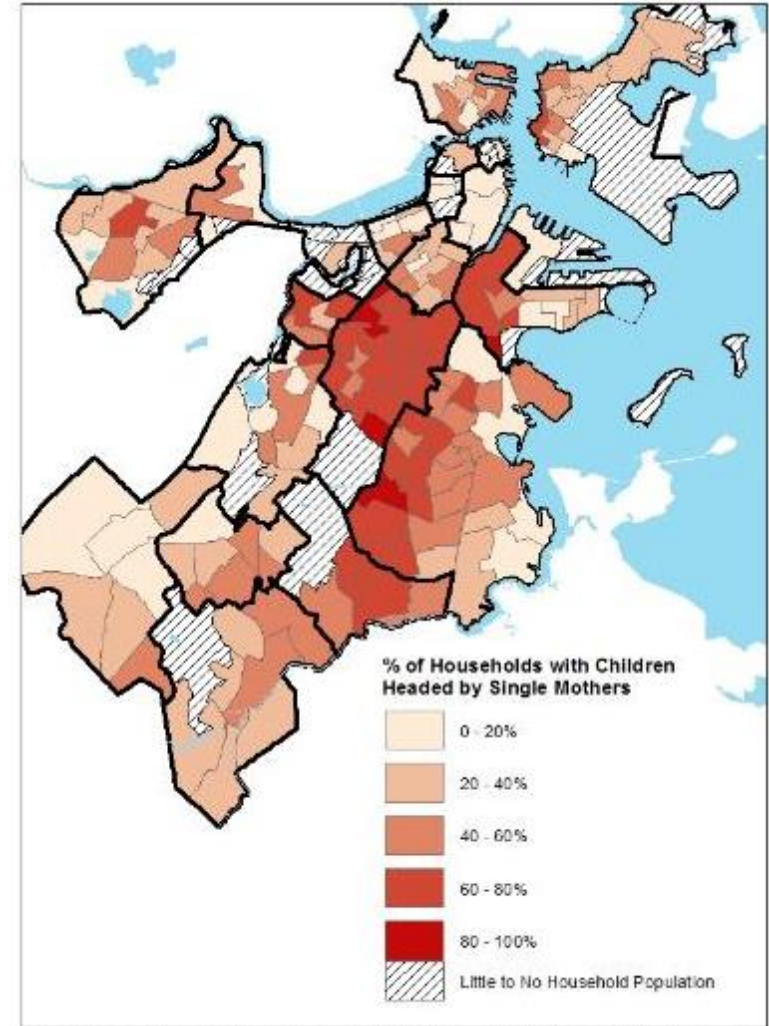 % of Households with Children
Headed by Single Mothers
0 - 20%
20 - 40%
40 - 60%
60 - 80%
80 - 100%
Little to No Household Population